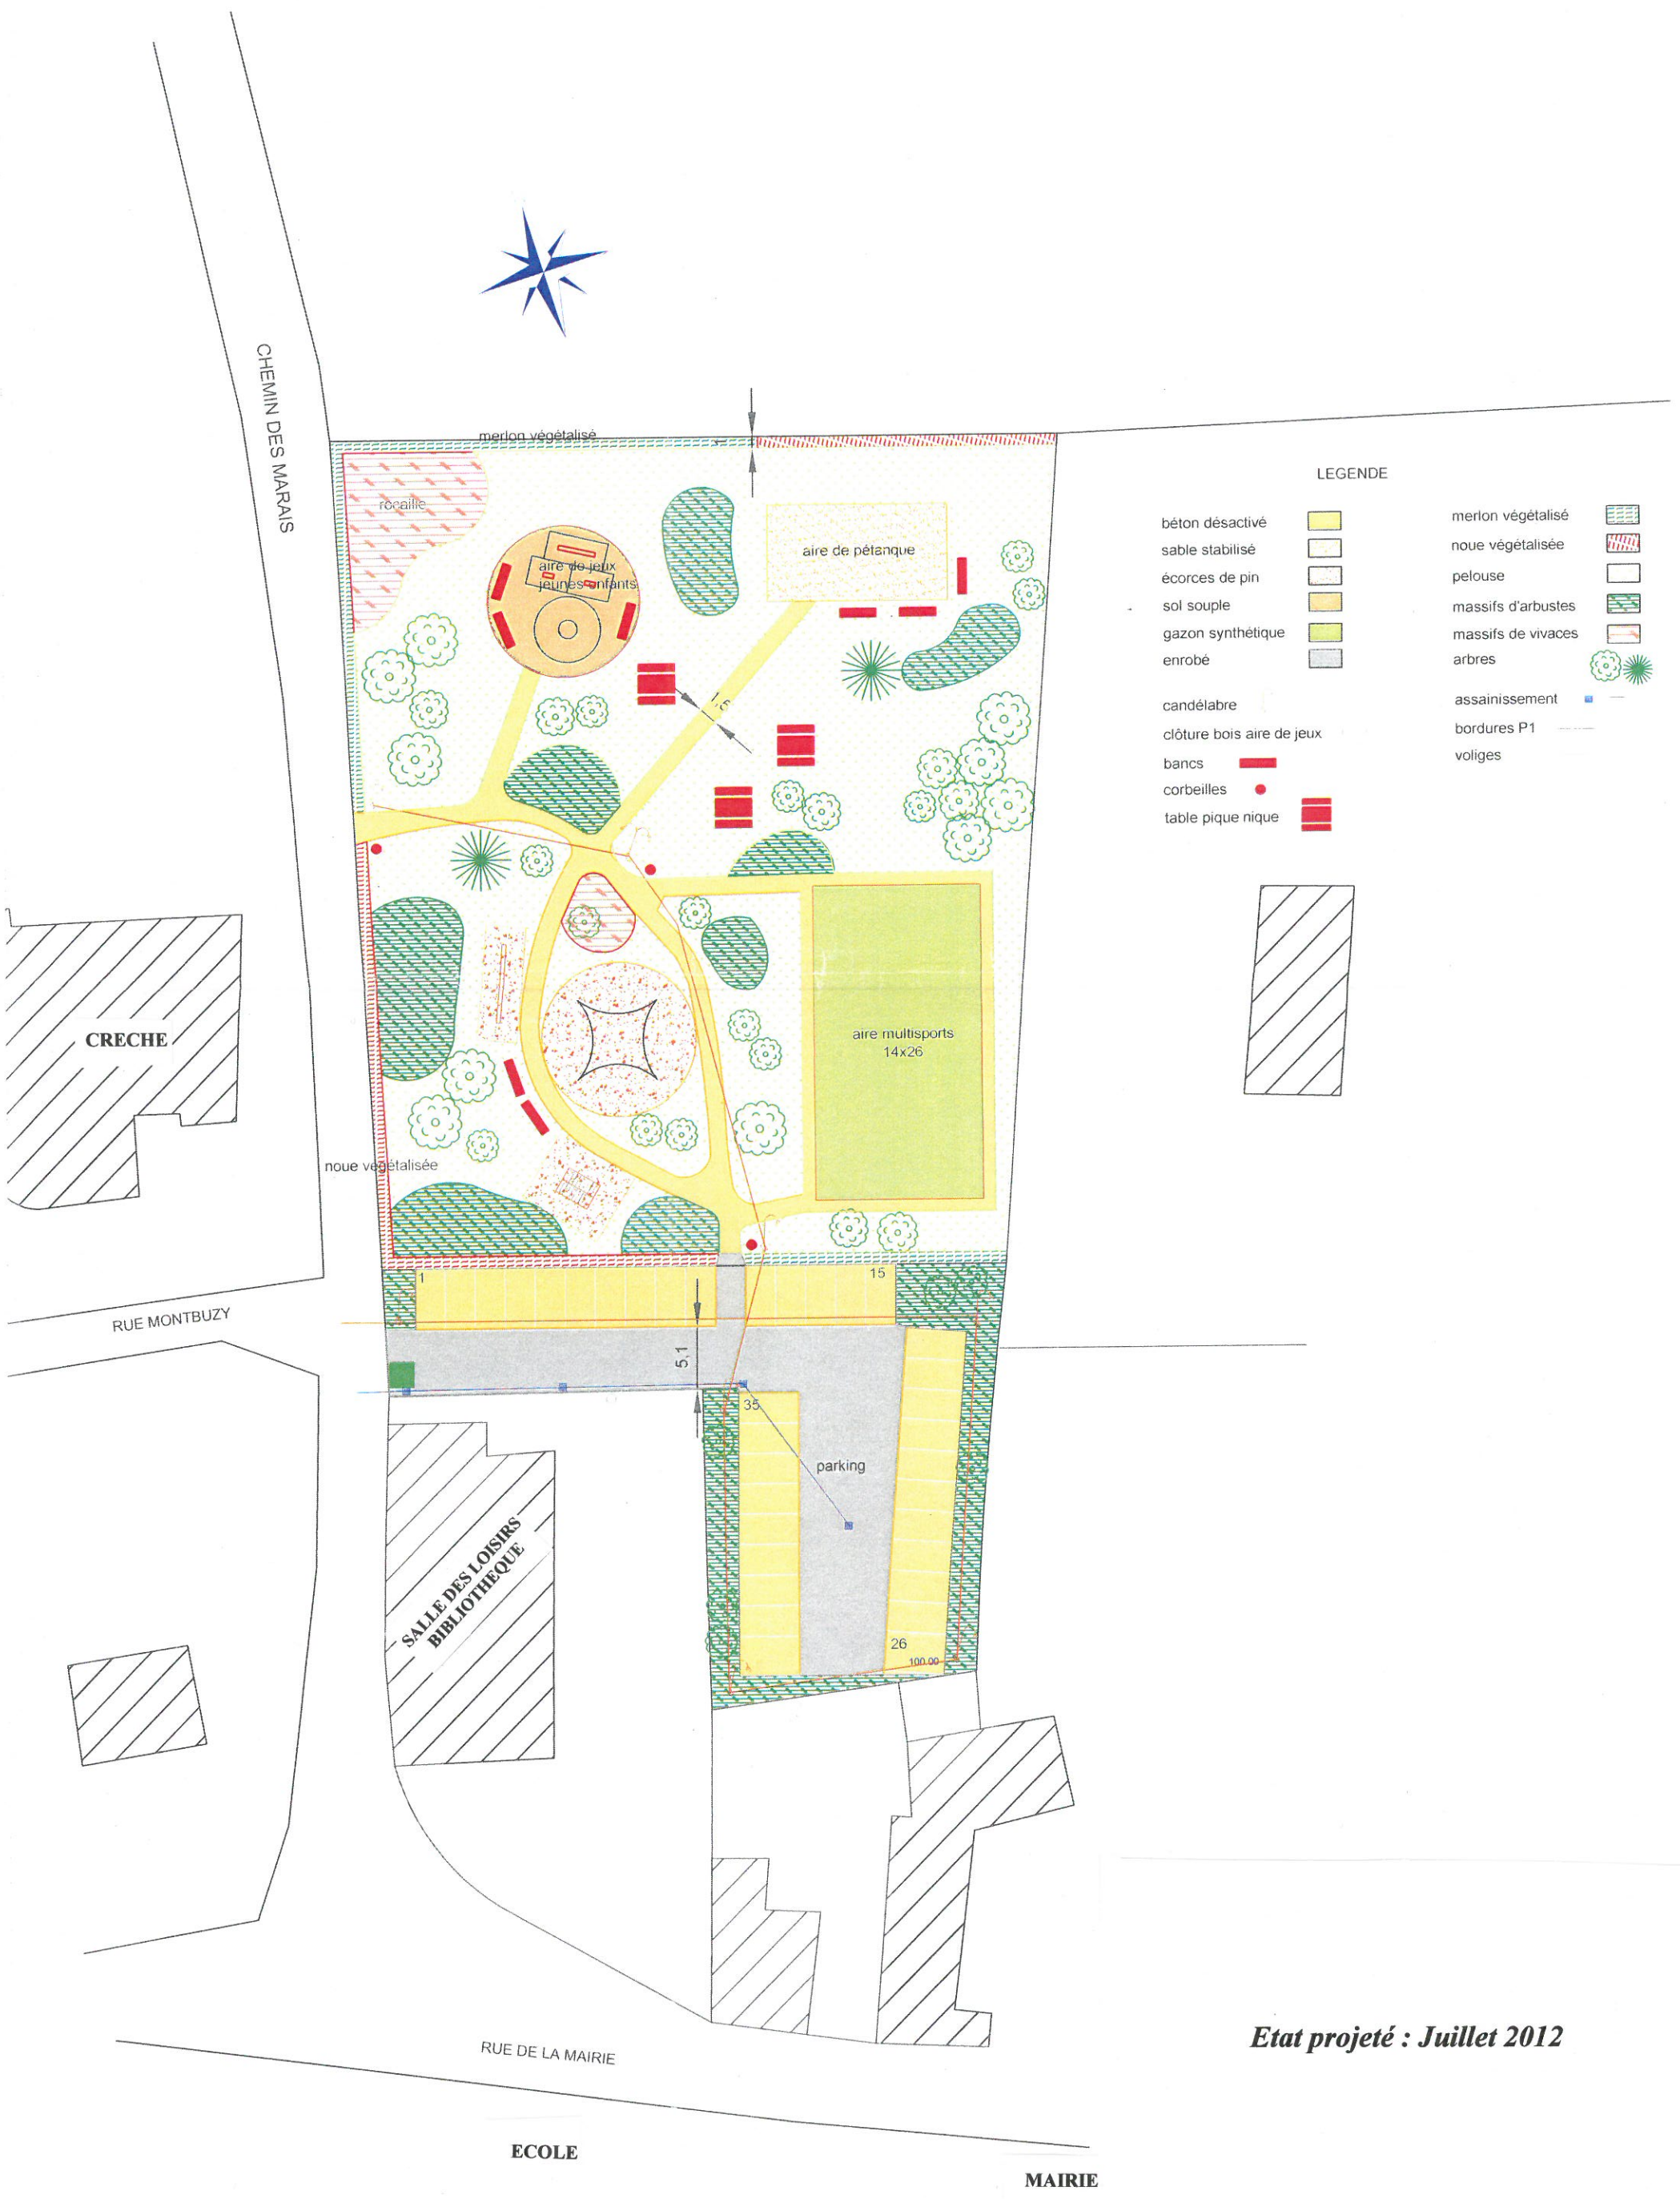 CHEMIN DES MARAIS
merlon végétalisé
1
rocaille
aire de jeux
jeunes enfants
aire de pétanque
1,6
LEGENDE
béton désactivé
sable stabilisé
écorces de pin
sol souple
gazon synthétique
enrobé
candélabre
clôture bois aire de jeux
bancs
corbeilles
table pique nique
merlon végétalisé
noue végétalisée
pelouse
massifs d'arbustes
massifs de vivaces
arbres
assainissement
bordures P1
voliges
CRECHE
aire multisports
14x26
noue végétalisée
RUE MONTBUZY
1
15
5,1
35
parking
26
100.00
SALLE DES LOISIRS
BIBLIOTHEQUE
RUE DE LA MAIRIE
Etat projeté : Juillet 2012
ECOLE
MAIRIE